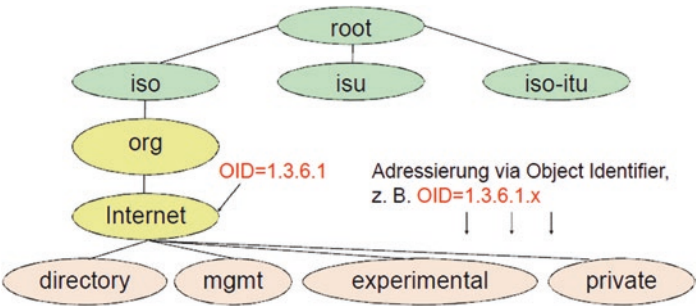 root
iso isu iso-itu
org
OID=1.3.6.1
Adressierung via Object Identifier,
z. B. OID=1.3.6.1.x
Internet
directory mgmt experimental private